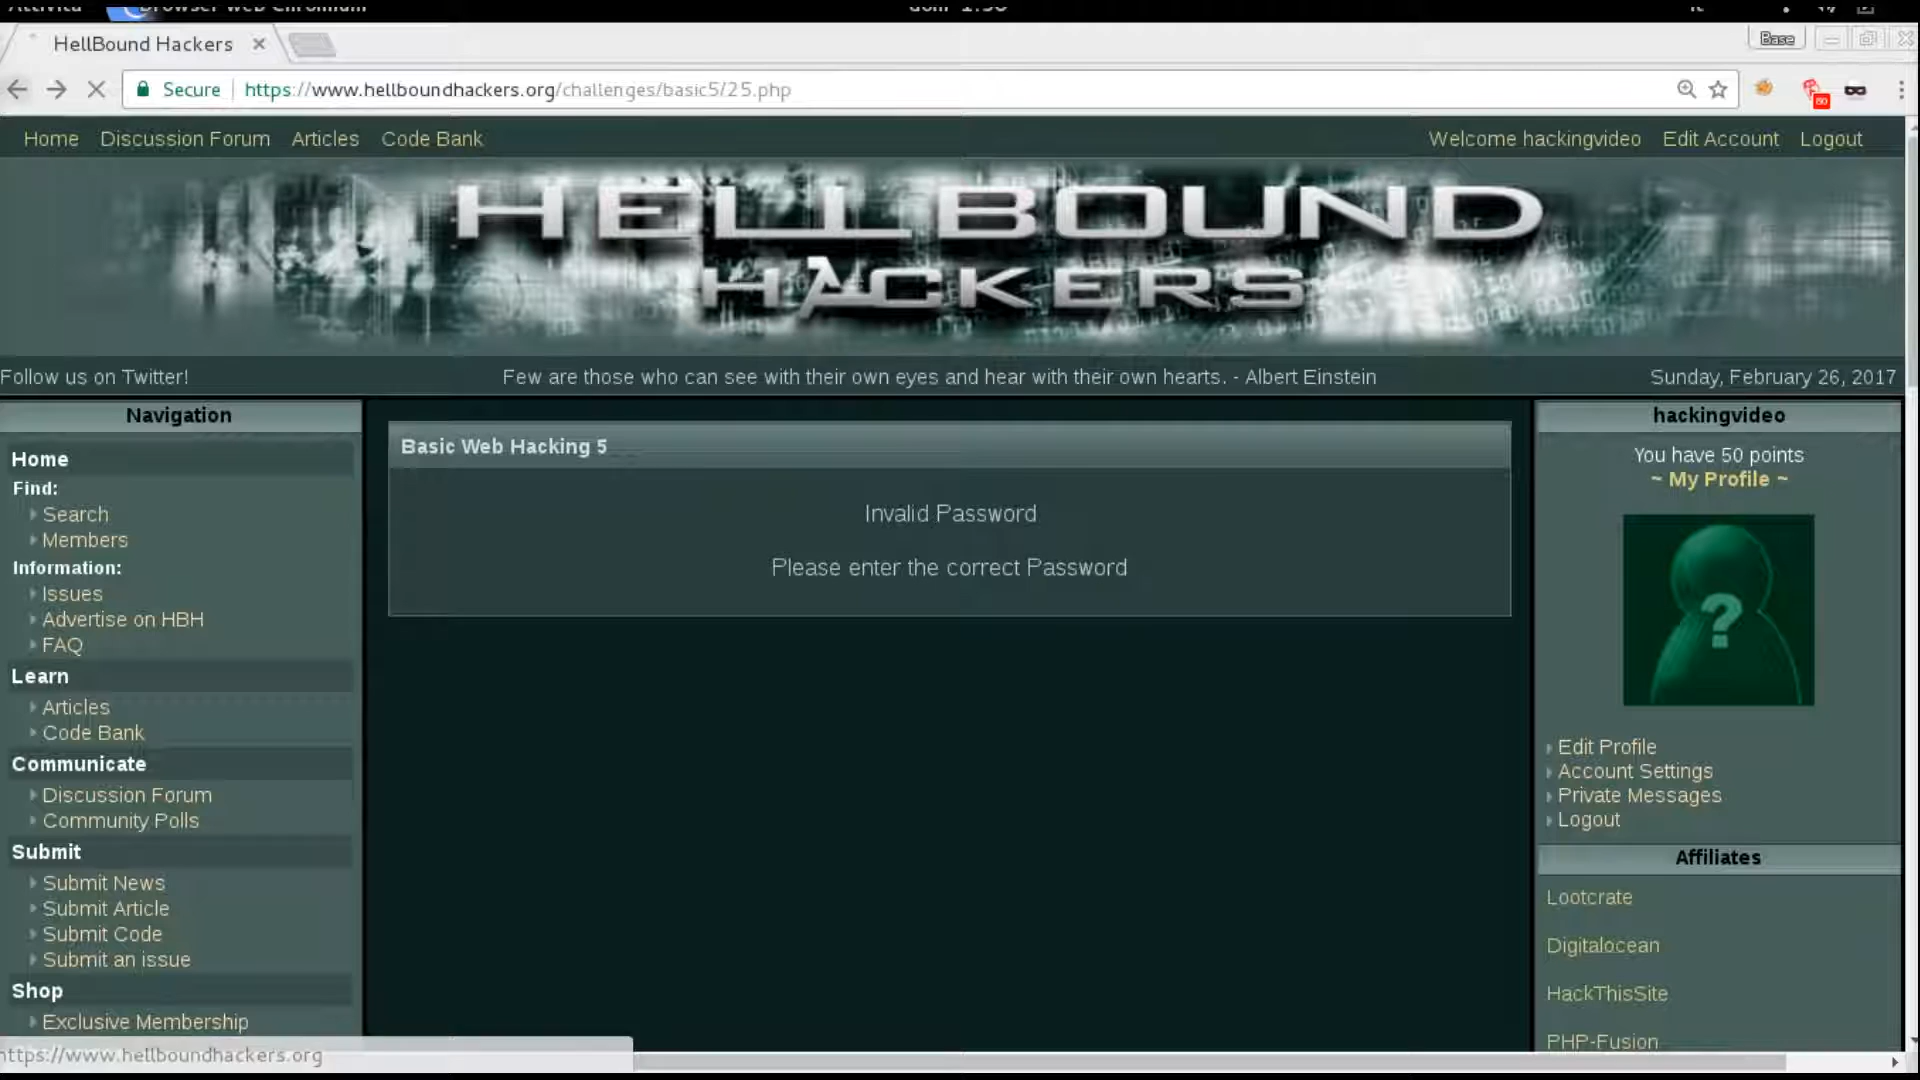 HellBound Hackers
Base
Secure https://www.hellboundhackers.org/challenges/basic5/25.php
Home Discussion Forum Articles Code Bank Welcome hackingvideo Edit Account Logout
HELLBOUND
HACKERS
Follow us on Twitter! Few are those who can see with their own eyes and hear with their own hearts. - Albert Einstein Sunday, February 26, 2017
Navigation
Home
Find:
Search
Members
Information:
Issues
Advertise on HBH
FAQ
Learn
Articles
Code Bank
Communicate
Discussion Forum
Community Polls
Submit
Submit News
Submit Article
Submit Code
Submit an issue
Shop
Exclusive Membership
Basic Web Hacking 5
Invalid Password
Please enter the correct Password
hackingvideo
You have 50 points
~ My Profile ~
?
Edit Profile
Account Settings
Private Messages
Logout
Affiliates
Lootcrate
Digitalocean
HackThisSite
PHP-Fusion
https://www.hellboundhackers.org